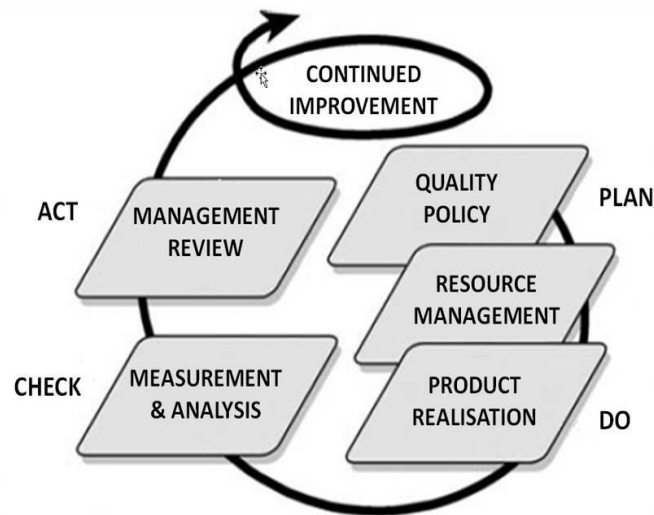 CONTINUED
IMPROVEMENT
QUALITY
POLICY
PLAN
ACT
MANAGEMENT
REVIEW
RESOURCE
MANAGEMENT
CHECK
MEASUREMENT
& ANALYSIS
PRODUCT
REALISATION
DO